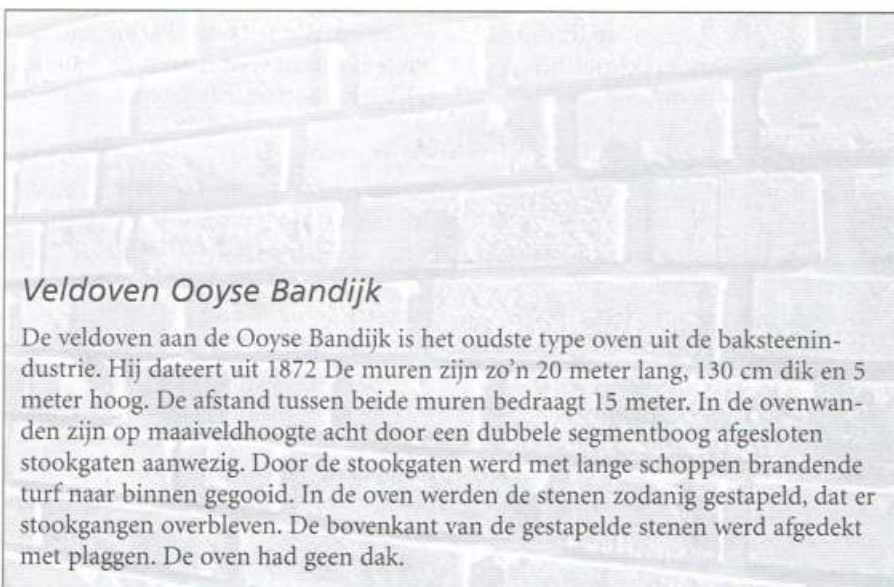 Veldoven Ooyse Bandijk
De veldoven aan de Ooyse Bandijk is het oudste type oven uit de baksteenin-
dustrie. Hij dateert uit 1872 De muren zijn zo'n 20 meter lang, 130 cm dik en 5
meter hoog. De afstand tussen beide muren bedraagt 15 meter. In de ovenwan-
den zijn op maaiveldhoogte acht door een dubbele segmentboog afgesloten
stookgaten aanwezig. Door de stookgaten werd met lange schoppen brandende
turf naar binnen gegooid. In de oven werden de stenen zodanig gestapeld, dat er
stookgangen overbleven. De bovenkant van de gestapelde stenen werd afgedekt
met plaggen. De oven had geen dak.